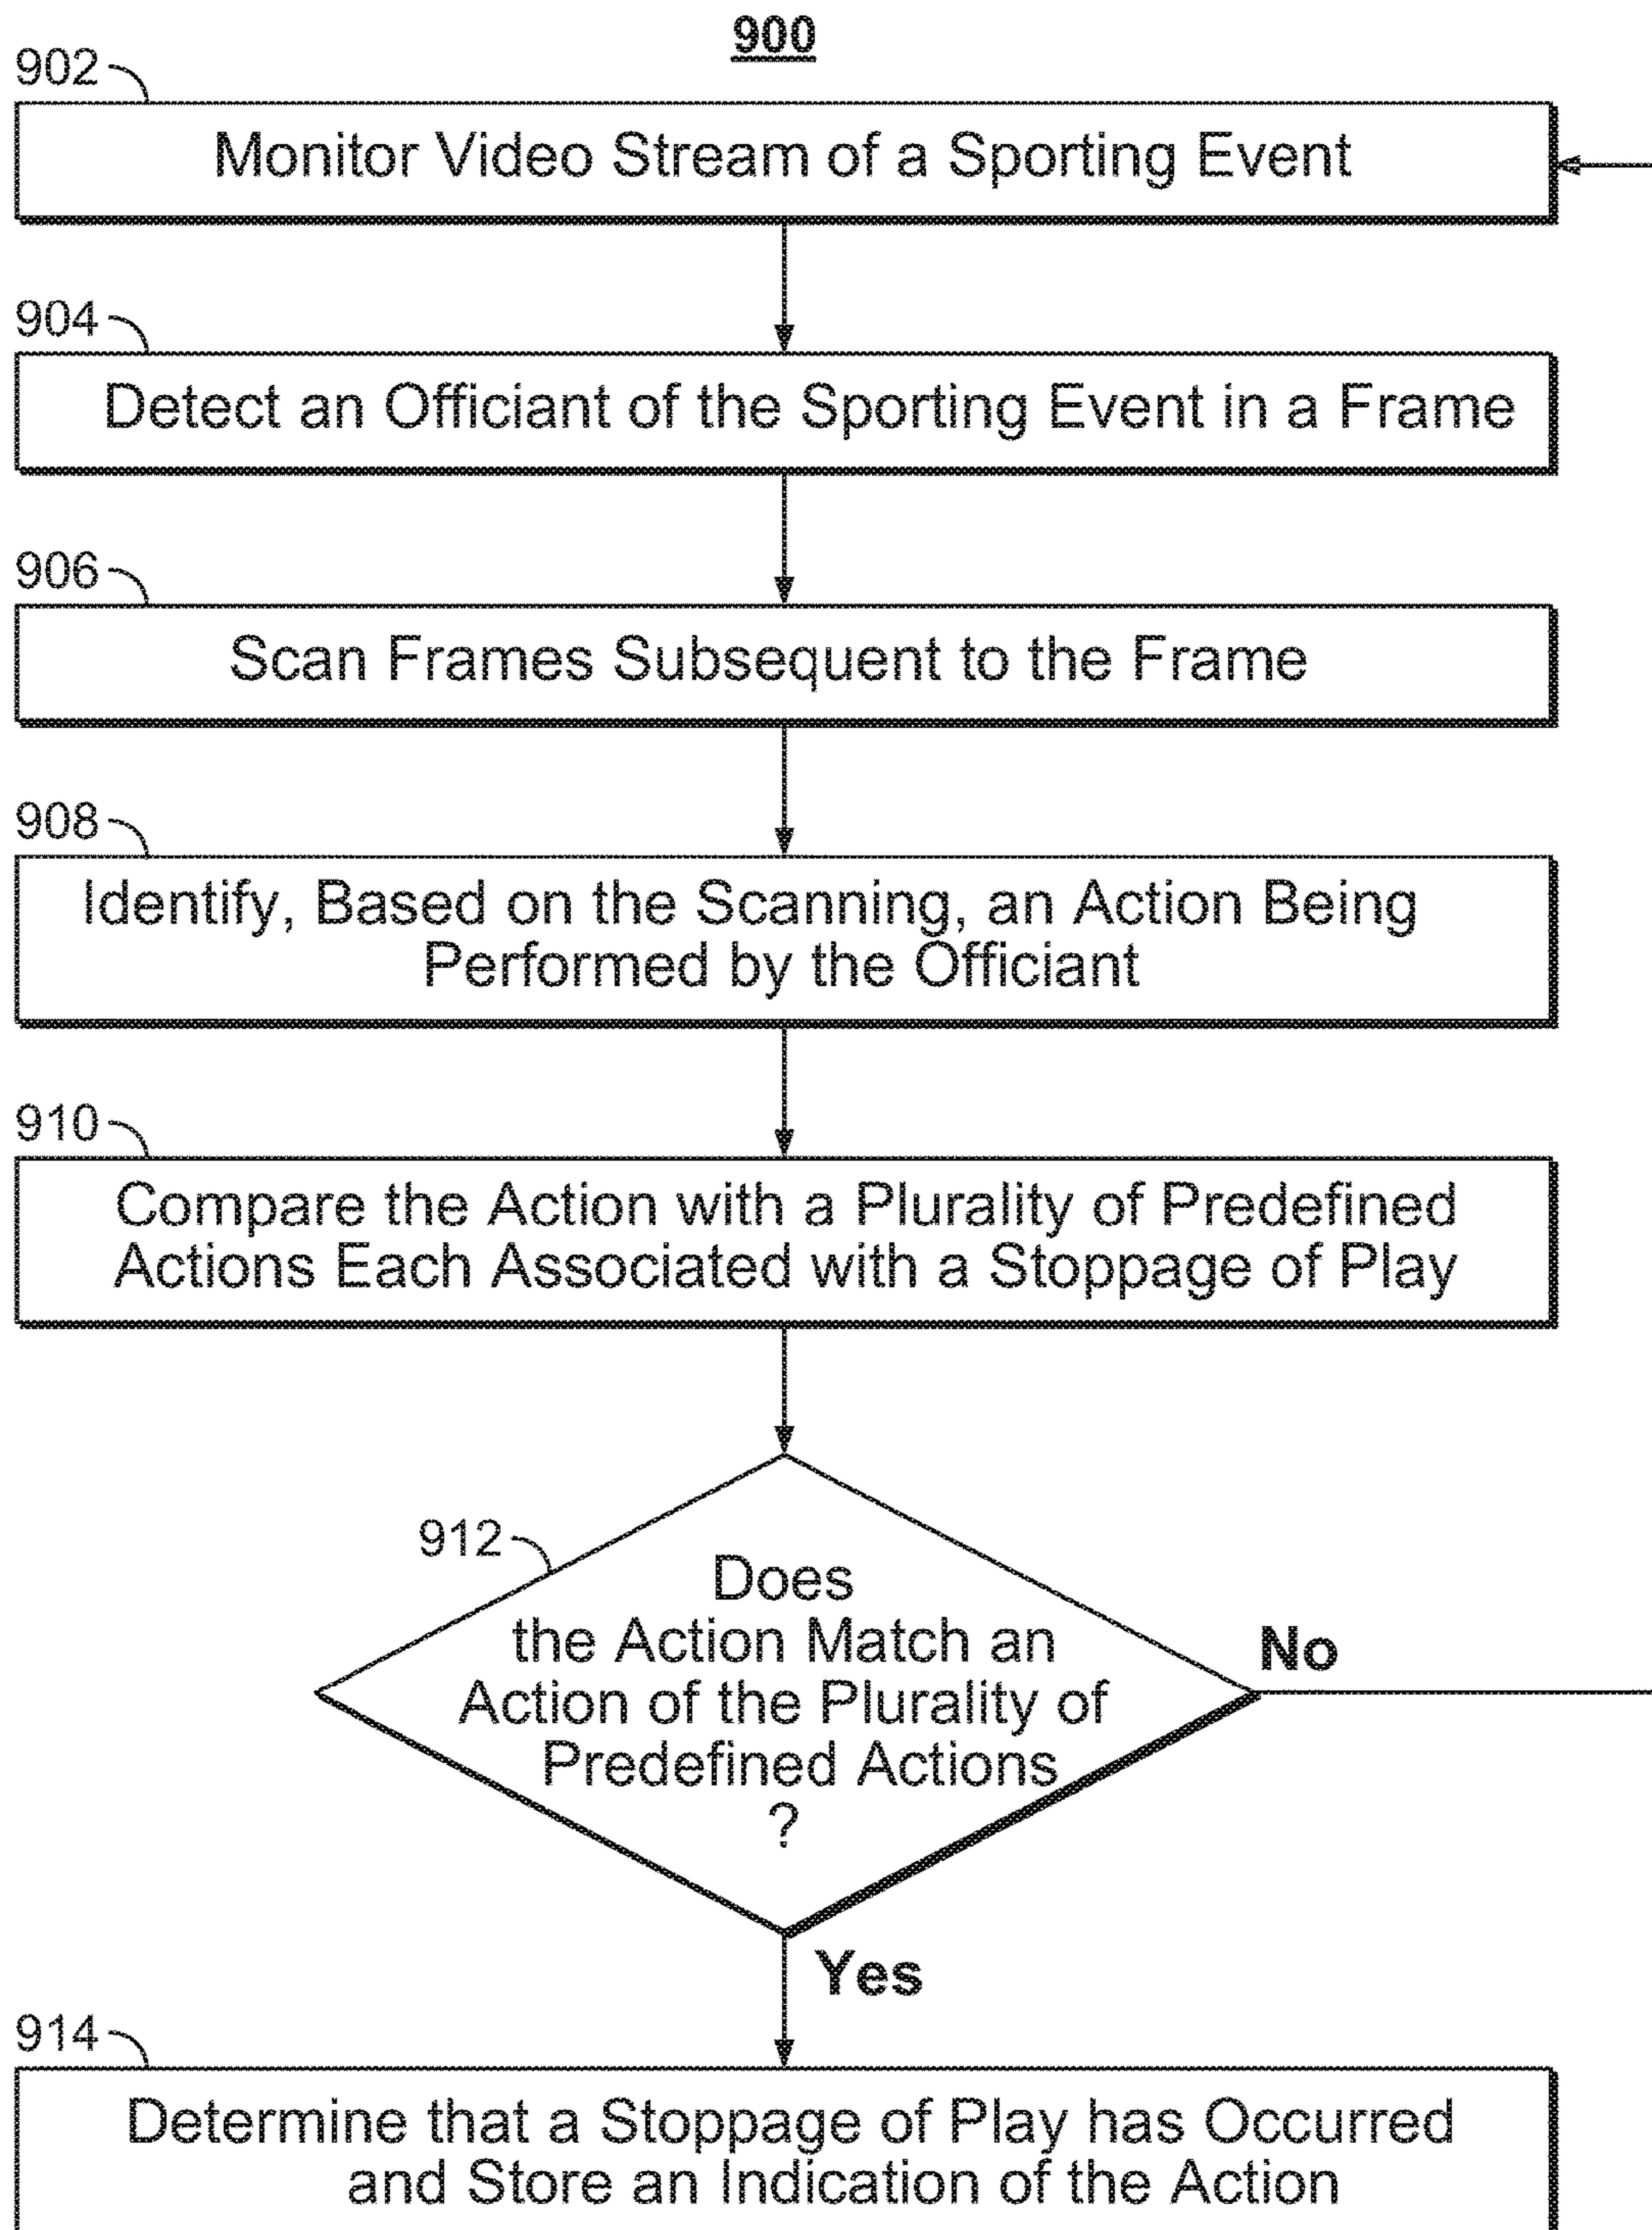 900
902
Monitor Video Stream of a Sporting Event
904
Detect an Officiant of the Sporting Event in a Frame
906
Scan Frames Subsequent to the Frame
908
Identify, Based on the Scanning, an Action Being
Performed by the Officiant
910
Compare the Action with a Plurality of Predefined
Actions Each Associated with a Stoppage of Play
912
Does
the Action Match an
Action of the Plurality of
Predefined Actions
?
No
Yes
914
Determine that a Stoppage of Play has Occurred
and Store an Indication of the Action